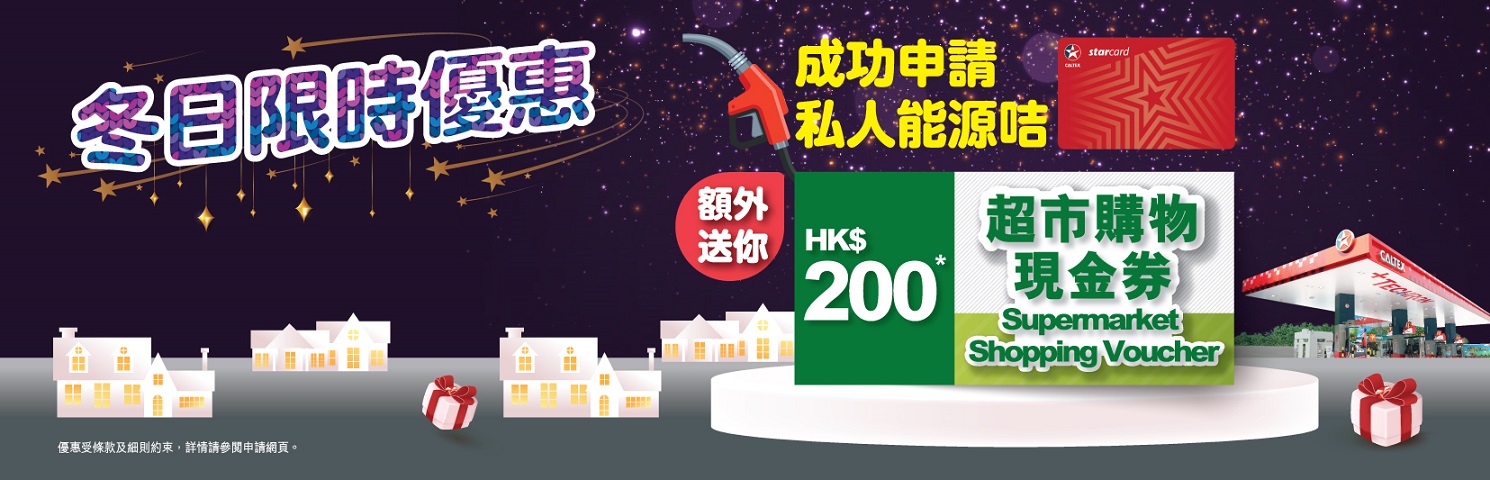 冬日限時優惠
成功申請
私人能源咭
starcard
CALTEX
額外
送你
HK$
200*
超市購物
現金券
Supermarket
Shopping Voucher
CALTEX
TECHRON
優惠受條款及細則約束，詳情請參閱申請網頁。